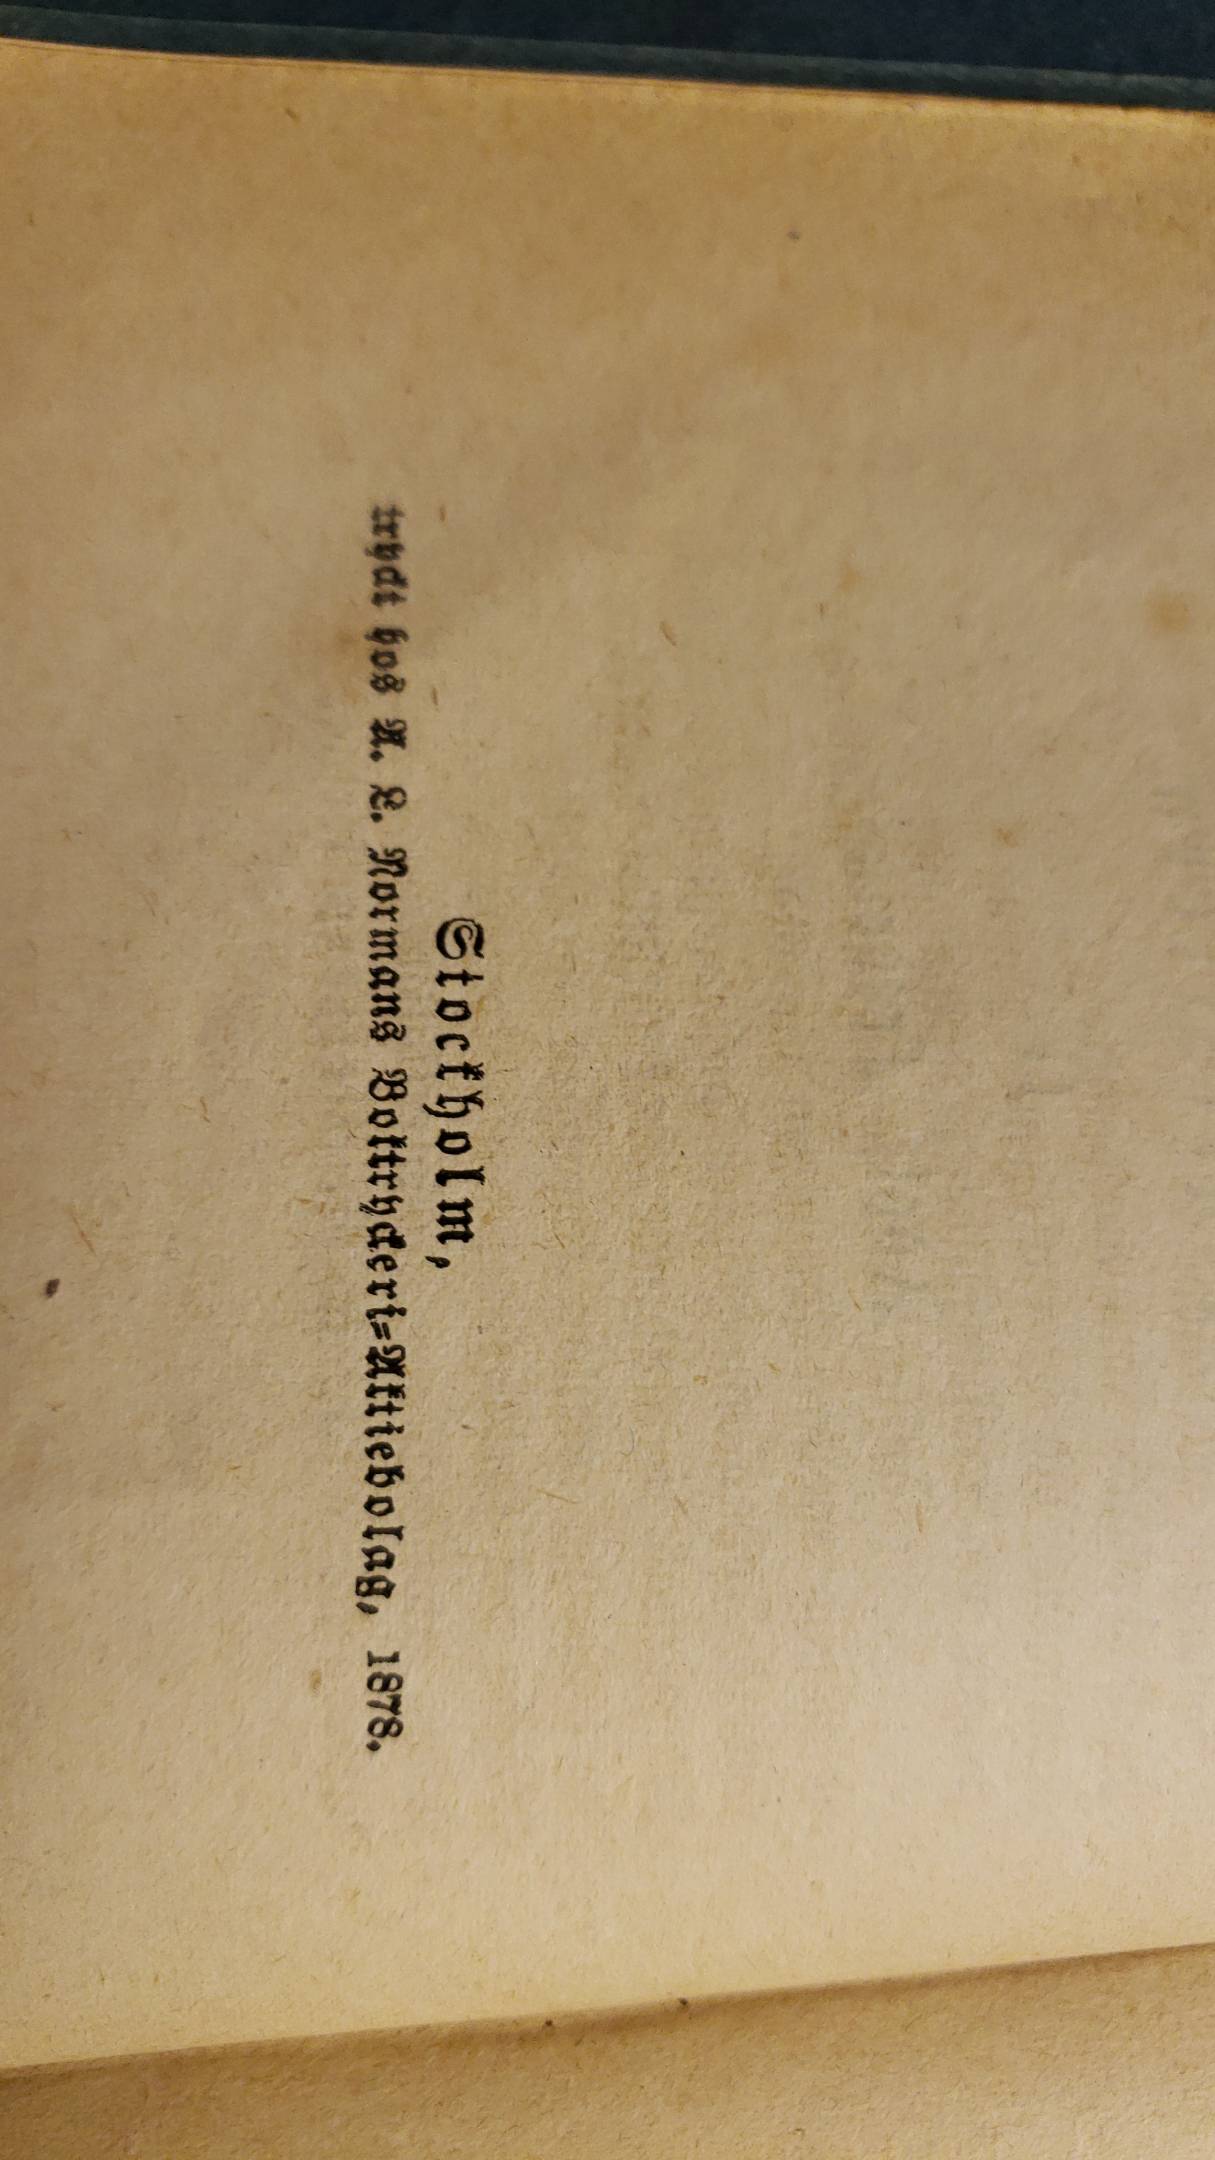 Stockholm,
tryckt hos A. L. Normans Boktryckeri-Aktiebolag, 1878.